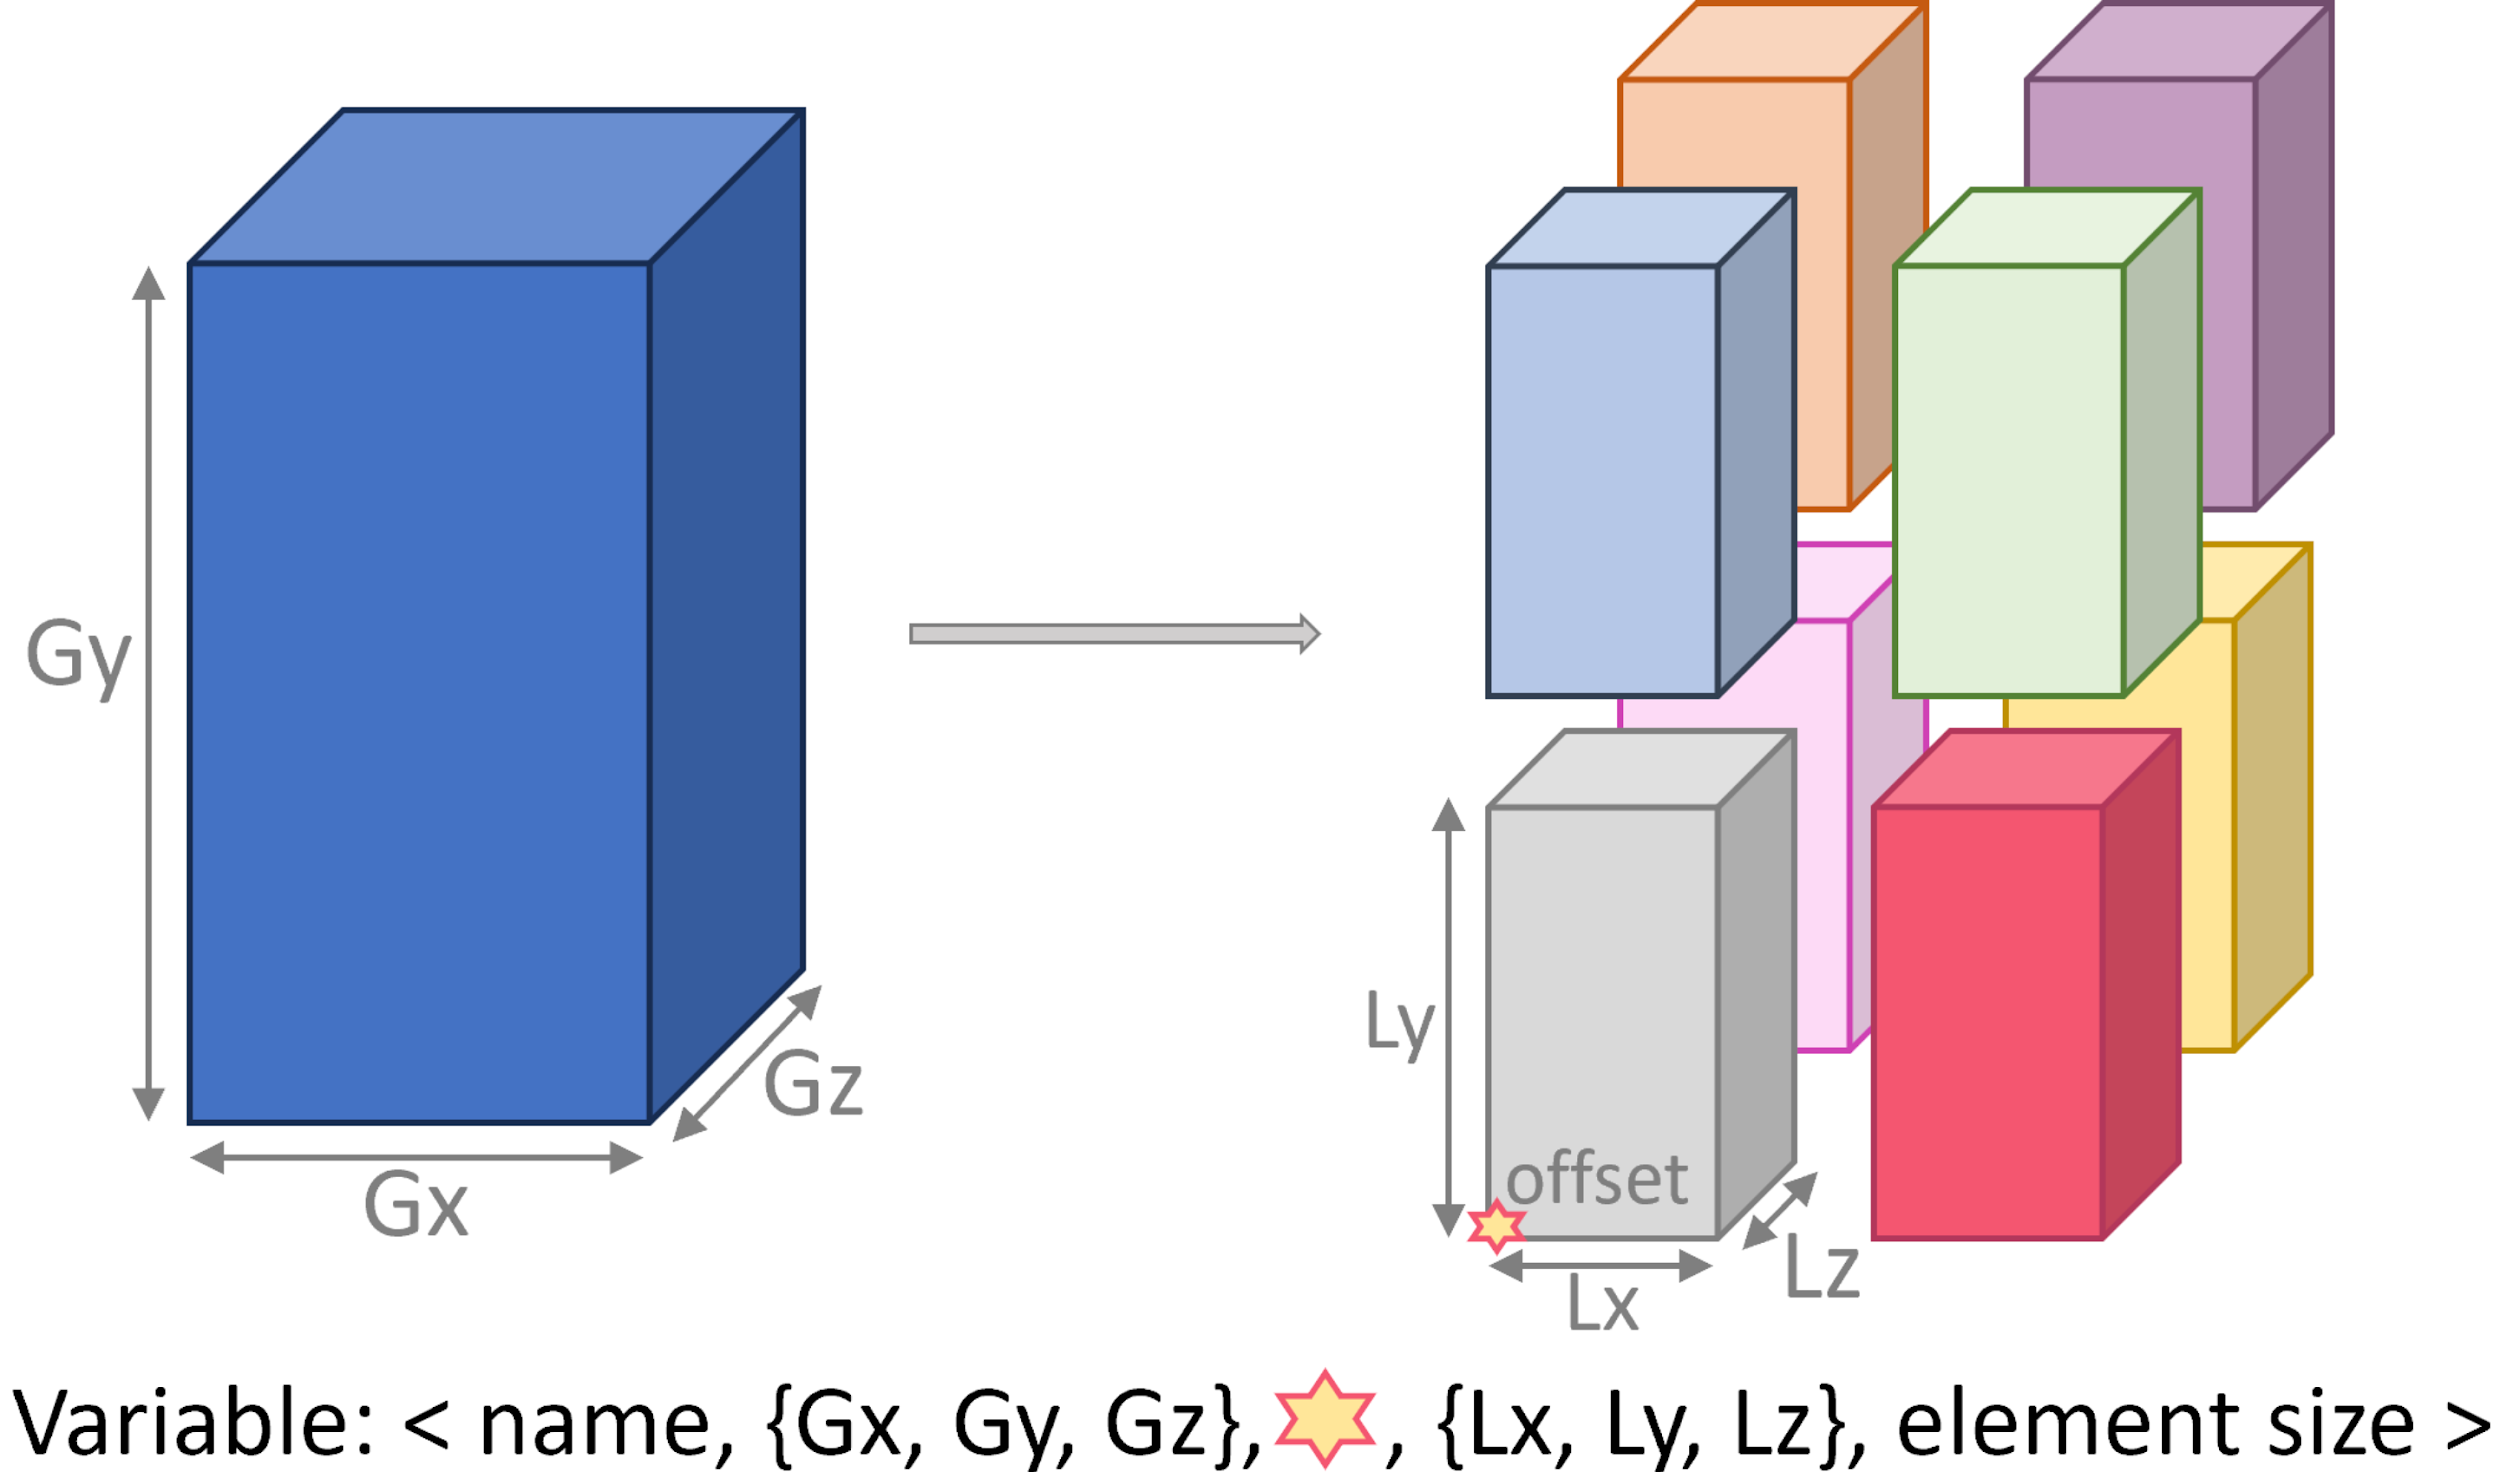 Gy
Gz
Gx
Ly
offset
Lz
Lx
Variable: < name, {Gx, Gy, Gz}, , {Lx, Ly, Lz}, element size >